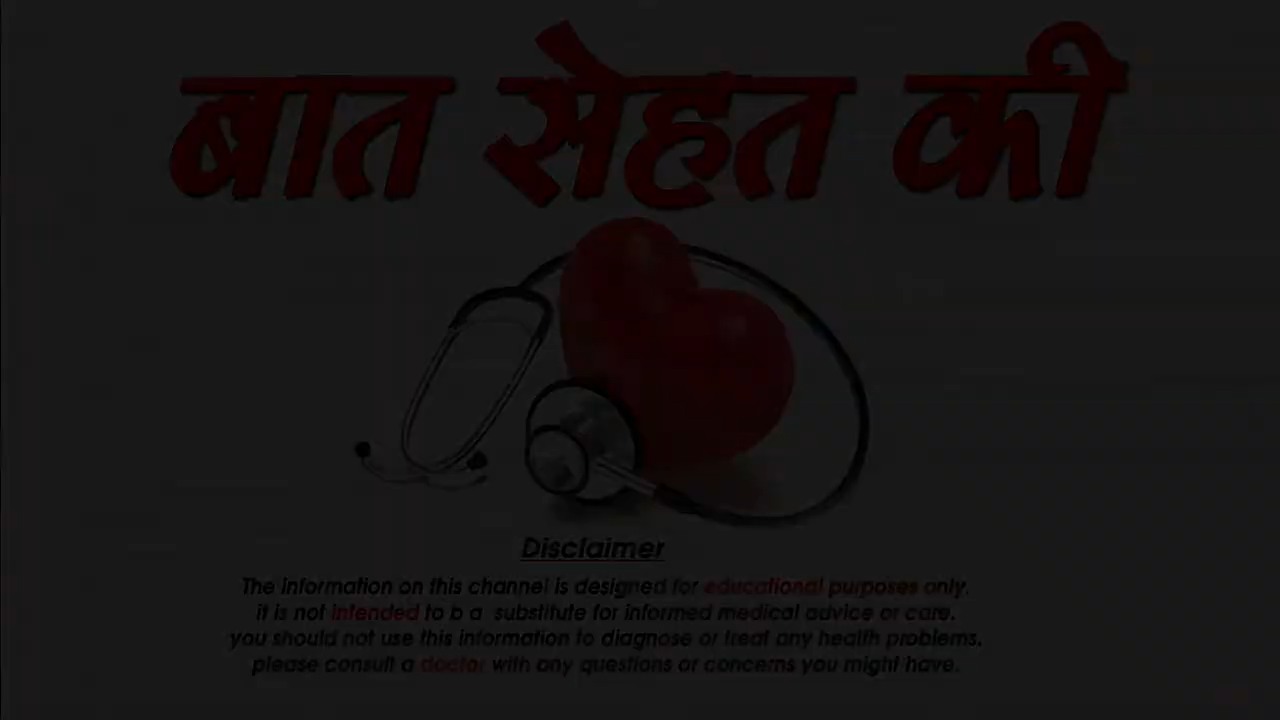 बात सेहत की
Disclaimer
The information on this channel is designed for educational purposes only.
it is not intended to b a substitute for informed medical advice or care.
you should not use this information to diagnose or treat any health problems.
please consult a doctor with any questions or concerns you might have.